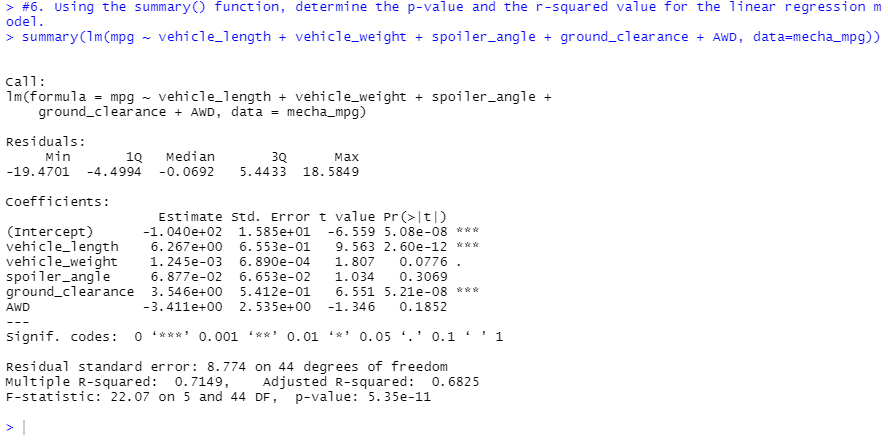 > #6. Using the summary() function, determine the p-value and the r-squared value for the linear regression m
odel.
> summary(lm(mpg ~ vehicle_length + vehicle_weight + spoiler_angle + ground_clearance + AWD, data=mecha_mpg))
Call:
lm(formula = mpg ~ vehicle_length + vehicle_weight + spoiler_angle +
    ground_clearance + AWD, data = mecha_mpg)
Residuals:
     Min       1Q   Median       3Q      Max
-19.4701  -4.4994  -0.0692   5.4433  18.5849
Coefficients:
                   Estimate Std. Error t value Pr(>|t|)
(Intercept)      -1.040e+02  1.585e+01  -6.559 5.08e-08 ***
vehicle_length    6.267e+00  6.553e-01   9.563 2.60e-12 ***
vehicle_weight    1.245e-03  6.890e-04   1.807   0.0776 .
spoiler_angle     6.877e-02  6.653e-02   1.034   0.3069
ground_clearance  3.546e+00  5.412e-01   6.551 5.21e-08 ***
AWD              -3.411e+00  2.535e+00  -1.346   0.1852
---
Signif. codes:  0 ‘***’ 0.001 ‘**’ 0.01 ‘*’ 0.05 ‘.’ 0.1 ‘ ’ 1
Residual standard error: 8.774 on 44 degrees of freedom
Multiple R-squared:  0.7149,    Adjusted R-squared:  0.6825
F-statistic: 22.07 on 5 and 44 DF,  p-value: 5.35e-11
>